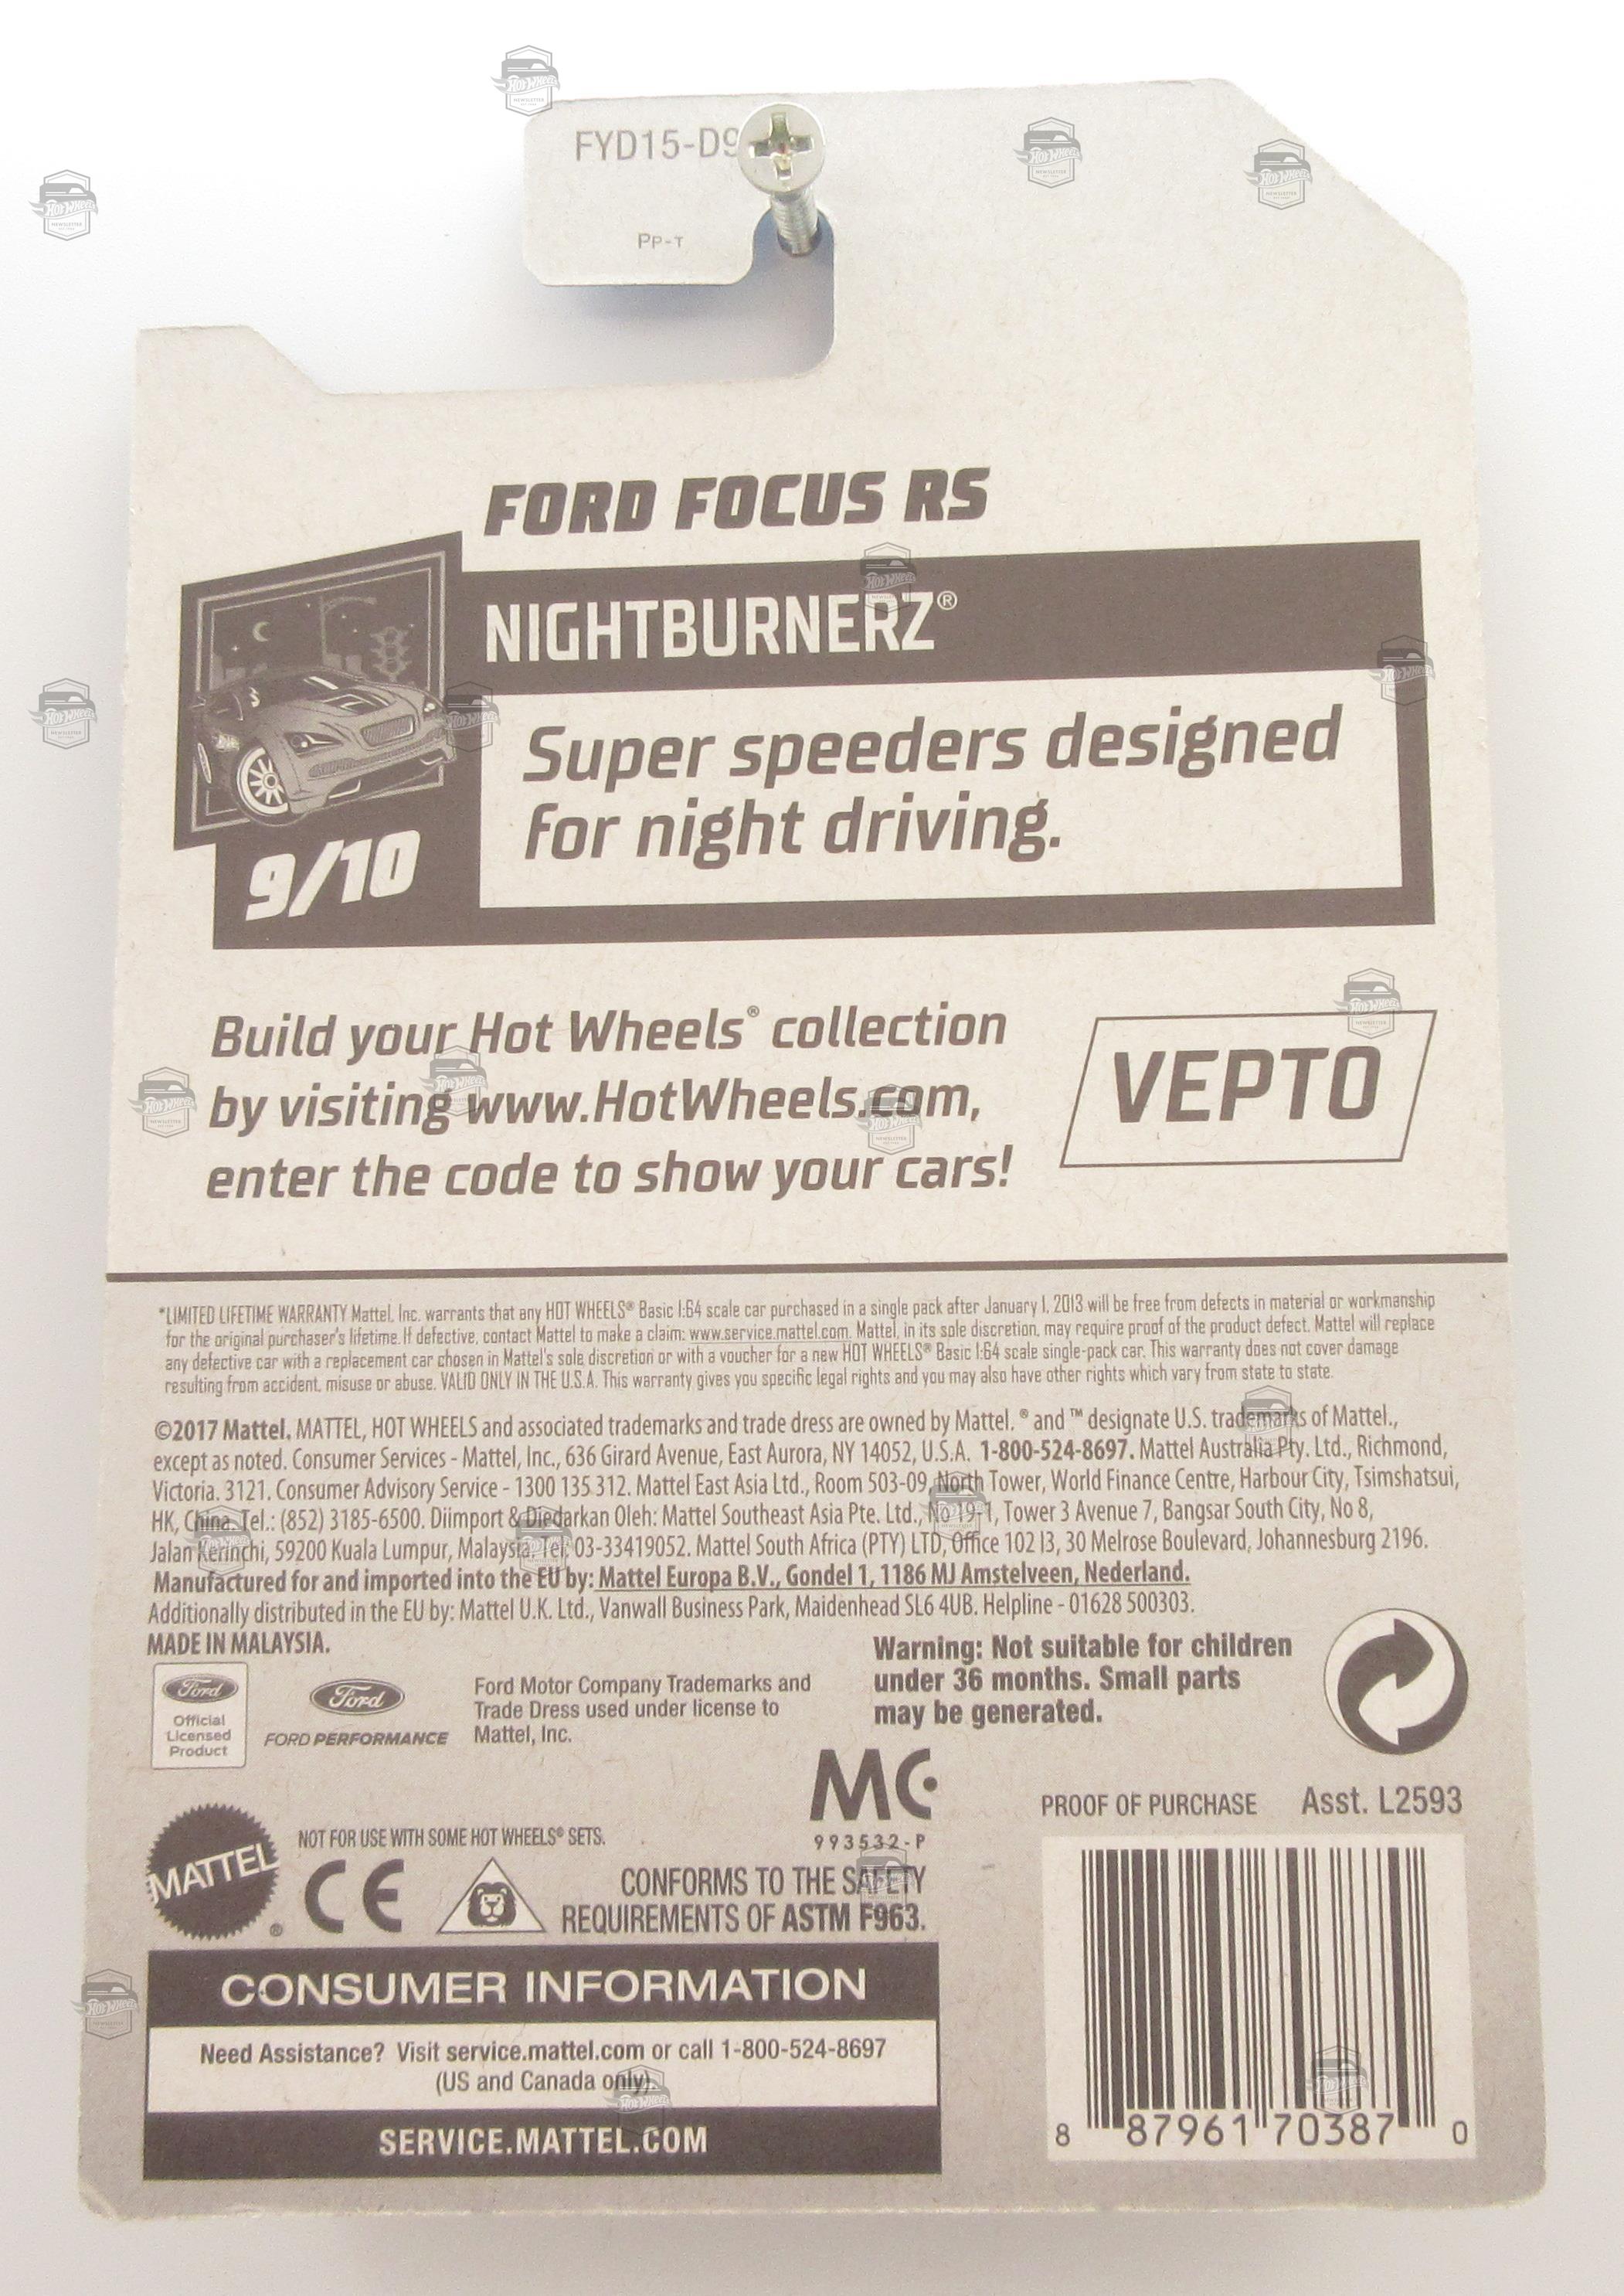 FYD15-D9
PP-T
FORD FOCUS RS
NIGHTBURNERZ®
Super speeders designed
for night driving.
9/10
Build your Hot Wheels® collection
by visiting www.HotWheels.com,
enter the code to show your cars!
VEPTO
*LIMITED LIFETIME WARRANTY Mattel, Inc. warrants that any HOT WHEELS® Basic 1:64 scale car purchased in a single pack after January 1, 2013 will be free from defects in material or workmanship
for the original purchaser's lifetime. If defective, contact Mattel to make a claim: www.service.mattel.com. Mattel, in its sole discretion, may require proof of the product defect. Mattel will replace
any defective car with a replacement car chosen in Mattel's sole discretion or with a voucher for a new HOT WHEELS® Basic 1:64 scale single-pack car. This warranty does not cover damage
resulting from accident, misuse or abuse. VALID ONLY IN THE U.S.A. This warranty gives you specific legal rights and you may also have other rights which vary from state to state.
©2017 Mattel. MATTEL, HOT WHEELS and associated trademarks and trade dress are owned by Mattel. ® and ™ designate U.S. trademarks of Mattel.,
except as noted. Consumer Services - Mattel, Inc., 636 Girard Avenue, East Aurora, NY 14052, U.S.A. 1-800-524-8697. Mattel Australia Pty. Ltd., Richmond,
Victoria. 3121. Consumer Advisory Service - 1300 135 312. Mattel East Asia Ltd., Room 503-09, North Tower, World Finance Centre, Harbour City, Tsimshatsui,
HK, China. Tel.: (852) 3185-6500. Diimport & Diedarkan Oleh: Mattel Southeast Asia Pte. Ltd., No 19-1, Tower 3 Avenue 7, Bangsar South City, No 8,
Jalan Kerinchi, 59200 Kuala Lumpur, Malaysia. Tel: 03-33419052. Mattel South Africa (PTY) LTD, Office 102 I3, 30 Melrose Boulevard, Johannesburg 2196.
Manufactured for and imported into the EU by: Mattel Europa B.V., Gondel 1, 1186 MJ Amstelveen, Nederland.
Additionally distributed in the EU by: Mattel U.K. Ltd., Vanwall Business Park, Maidenhead SL6 4UB. Helpline - 01628 500303.
MADE IN MALAYSIA.
Ford
Official
Licensed
Product
Ford
FORD PERFORMANCE
Ford Motor Company Trademarks and
Trade Dress used under license to
Mattel, Inc.
Warning: Not suitable for children
under 36 months. Small parts
may be generated.
MC
993532-P
PROOF OF PURCHASE Asst. L2593
MATTEL®
NOT FOR USE WITH SOME HOT WHEELS® SETS.
CE
CONFORMS TO THE SAFETY
REQUIREMENTS OF ASTM F963.
CONSUMER INFORMATION
Need Assistance? Visit service.mattel.com or call 1-800-524-8697
(US and Canada only)
SERVICE.MATTEL.COM
8 87961 70387 0